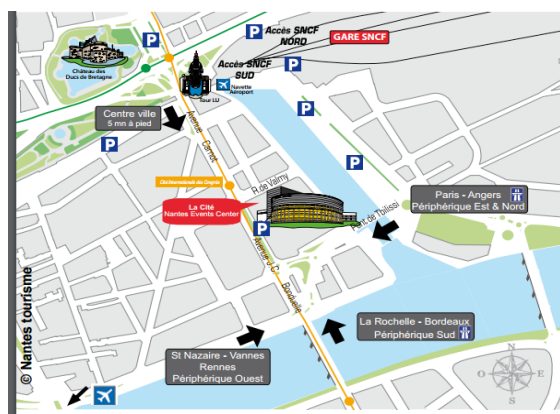 Accès SNCF
NORD
GARE SNCF
Accès SNCF
SUD
Château des
Ducs de Bretagne
Tour LU
Navette
Aéroport
P
P
P
P
P
P
P
P
Centre ville
5 mn à pied
Avenue Carnot
Cité Internationale des Congrès
R.de Valmy
La Cité
Nantes Events Center
Pont de Tbilissi
Paris - Angers
Périphérique Est & Nord
Avenue J-C. Bonduelle
La Rochelle - Bordeaux
Périphérique Sud
St Nazaire - Vannes
Rennes
Périphérique Ouest
N
O
E
S
© Nantes tourisme